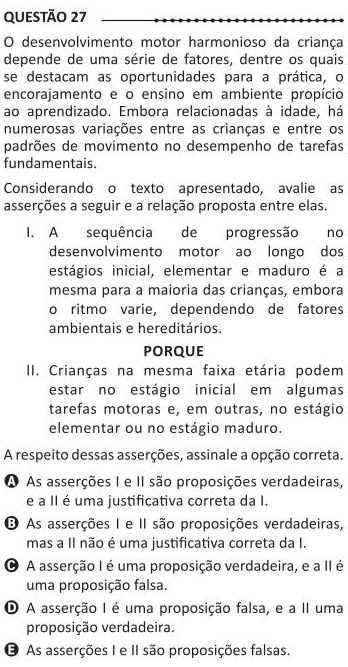 QUESTÃO 27
O desenvolvimento motor harmonioso da criança
depende de uma série de fatores, dentre os quais
se destacam as oportunidades para a prática, o
encorajamento e o ensino em ambiente propício
ao aprendizado. Embora relacionadas à idade, há
numerosas variações entre as crianças e entre os
padrões de movimento no desempenho de tarefas
fundamentais.
Considerando o texto apresentado, avalie as
asserções a seguir e a relação proposta entre elas.
I. A sequência de progressão no
desenvolvimento motor ao longo dos
estágios inicial, elementar e maduro é a
mesma para a maioria das crianças, embora
o ritmo varie, dependendo de fatores
ambientais e hereditários.
PORQUE
II. Crianças na mesma faixa etária podem
estar no estágio inicial em algumas
tarefas motoras e, em outras, no estágio
elementar ou no estágio maduro.
A respeito dessas asserções, assinale a opção correta.
A As asserções I e II são proposições verdadeiras,
e a II é uma justificativa correta da I.
B As asserções I e II são proposições verdadeiras,
mas a II não é uma justificativa correta da I.
C A asserção I é uma proposição verdadeira, e a II é
uma proposição falsa.
D A asserção I é uma proposição falsa, e a II uma
proposição verdadeira.
E As asserções I e II são proposições falsas.